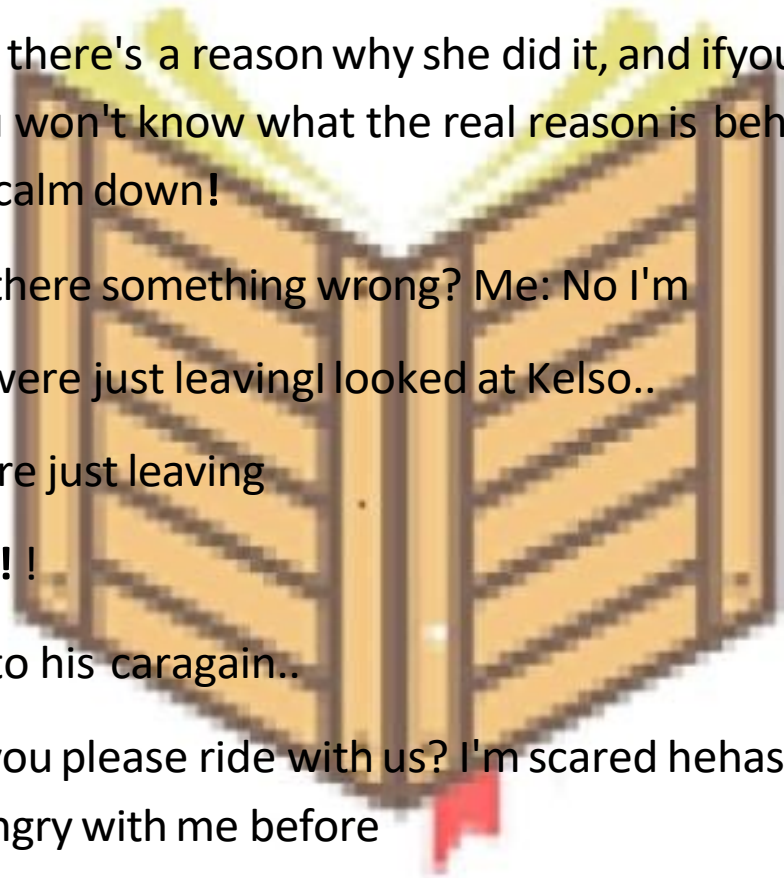 there's a reason why she did it, and ifyou
won't know what the real reason is beh
calm down!
there something wrong? Me: No I'm
were just leavingI looked at Kelso..
re just leaving
! !
to his caragain..
you please ride with us? I'm scared hehas
ngry with me before